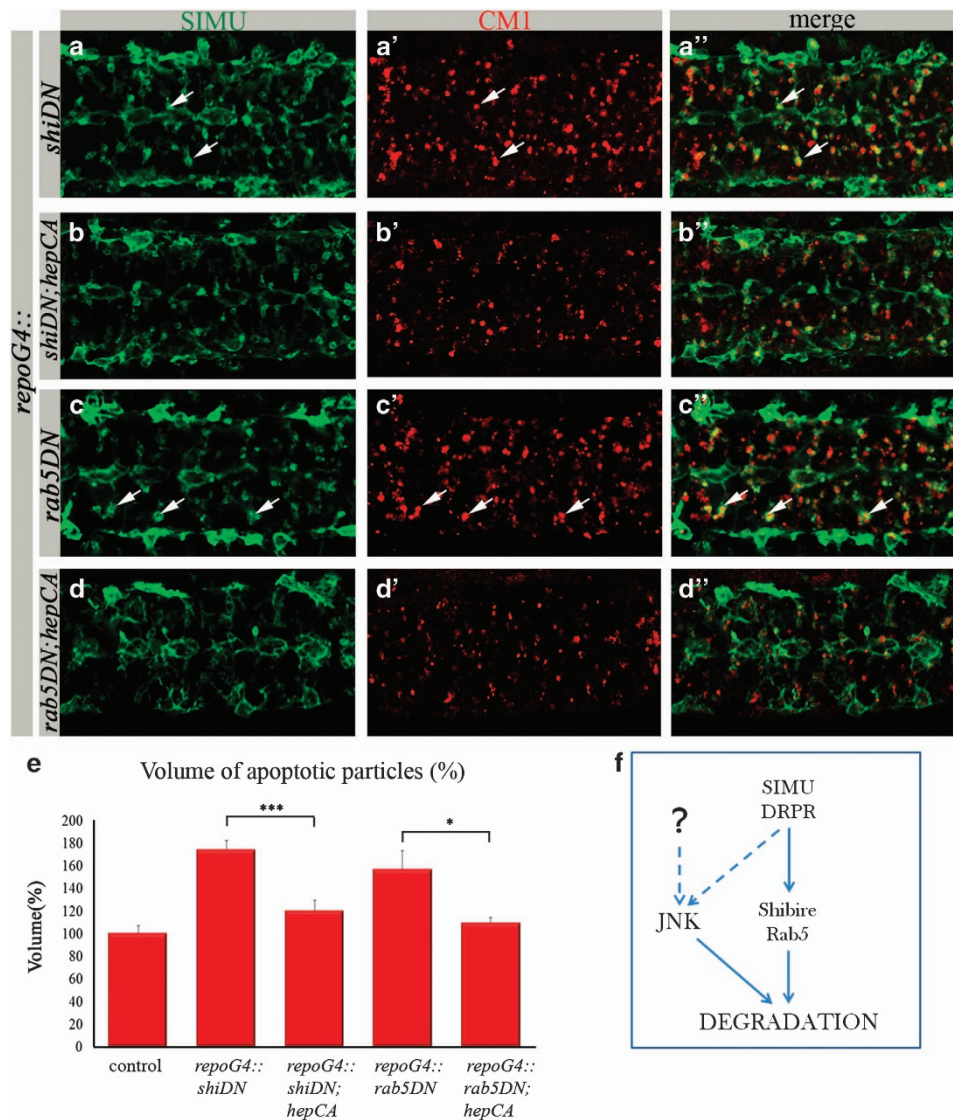 SIMU CM1 merge
repoG4::
shiDN
a a' a''
shiDN;hepCA
b b' b''
rab5DN
c c' c''
rab5DN;hepCA
d d' d''
e
Volume of apoptotic particles (%)
Volume(%)
200
180
160
140
120
100
80
60
40
20
0
***
*
control
repoG4::
shiDN
repoG4::
shiDN;
hepCA
repoG4::
rab5DN
repoG4::
rab5DN;
hepCA
f
SIMU
DRPR
?
JNK
Shibire
Rab5
DEGRADATION